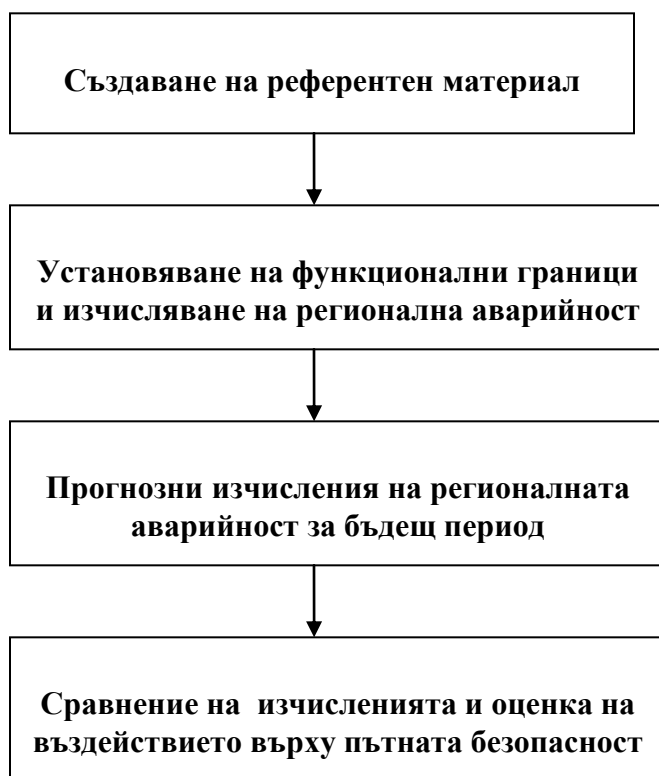 Създаване на референтен материал
Установяване на функционални граници
и изчисляване на регионална аварийност
Прогнозни изчисления на регионалната
аварийност за бъдещ период
Сравнение на изчисленията и оценка на
въздействието върху пътната безопасност